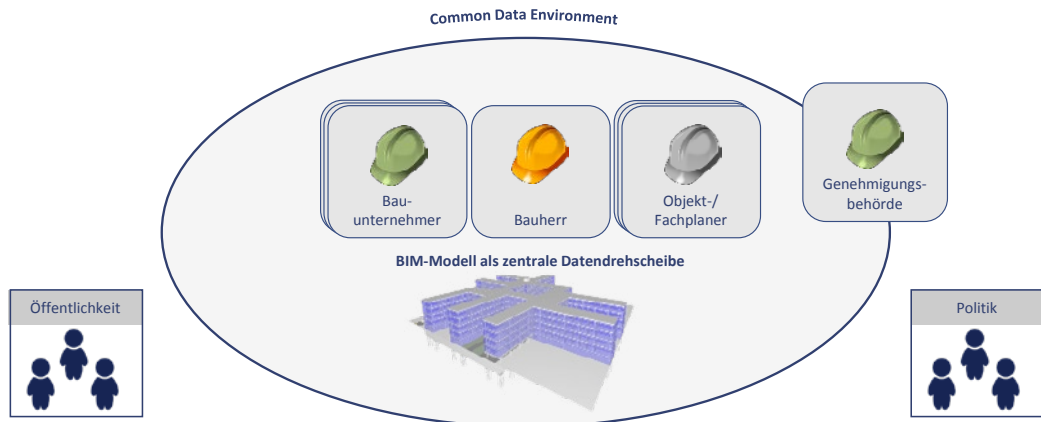 Common Data Environment
Bau-
unternehmer
Bauherr
Objekt-/
Fachplaner
Genehmigungs-
behörde
BIM-Modell als zentrale Datendrehscheibe
Öffentlichkeit
Politik